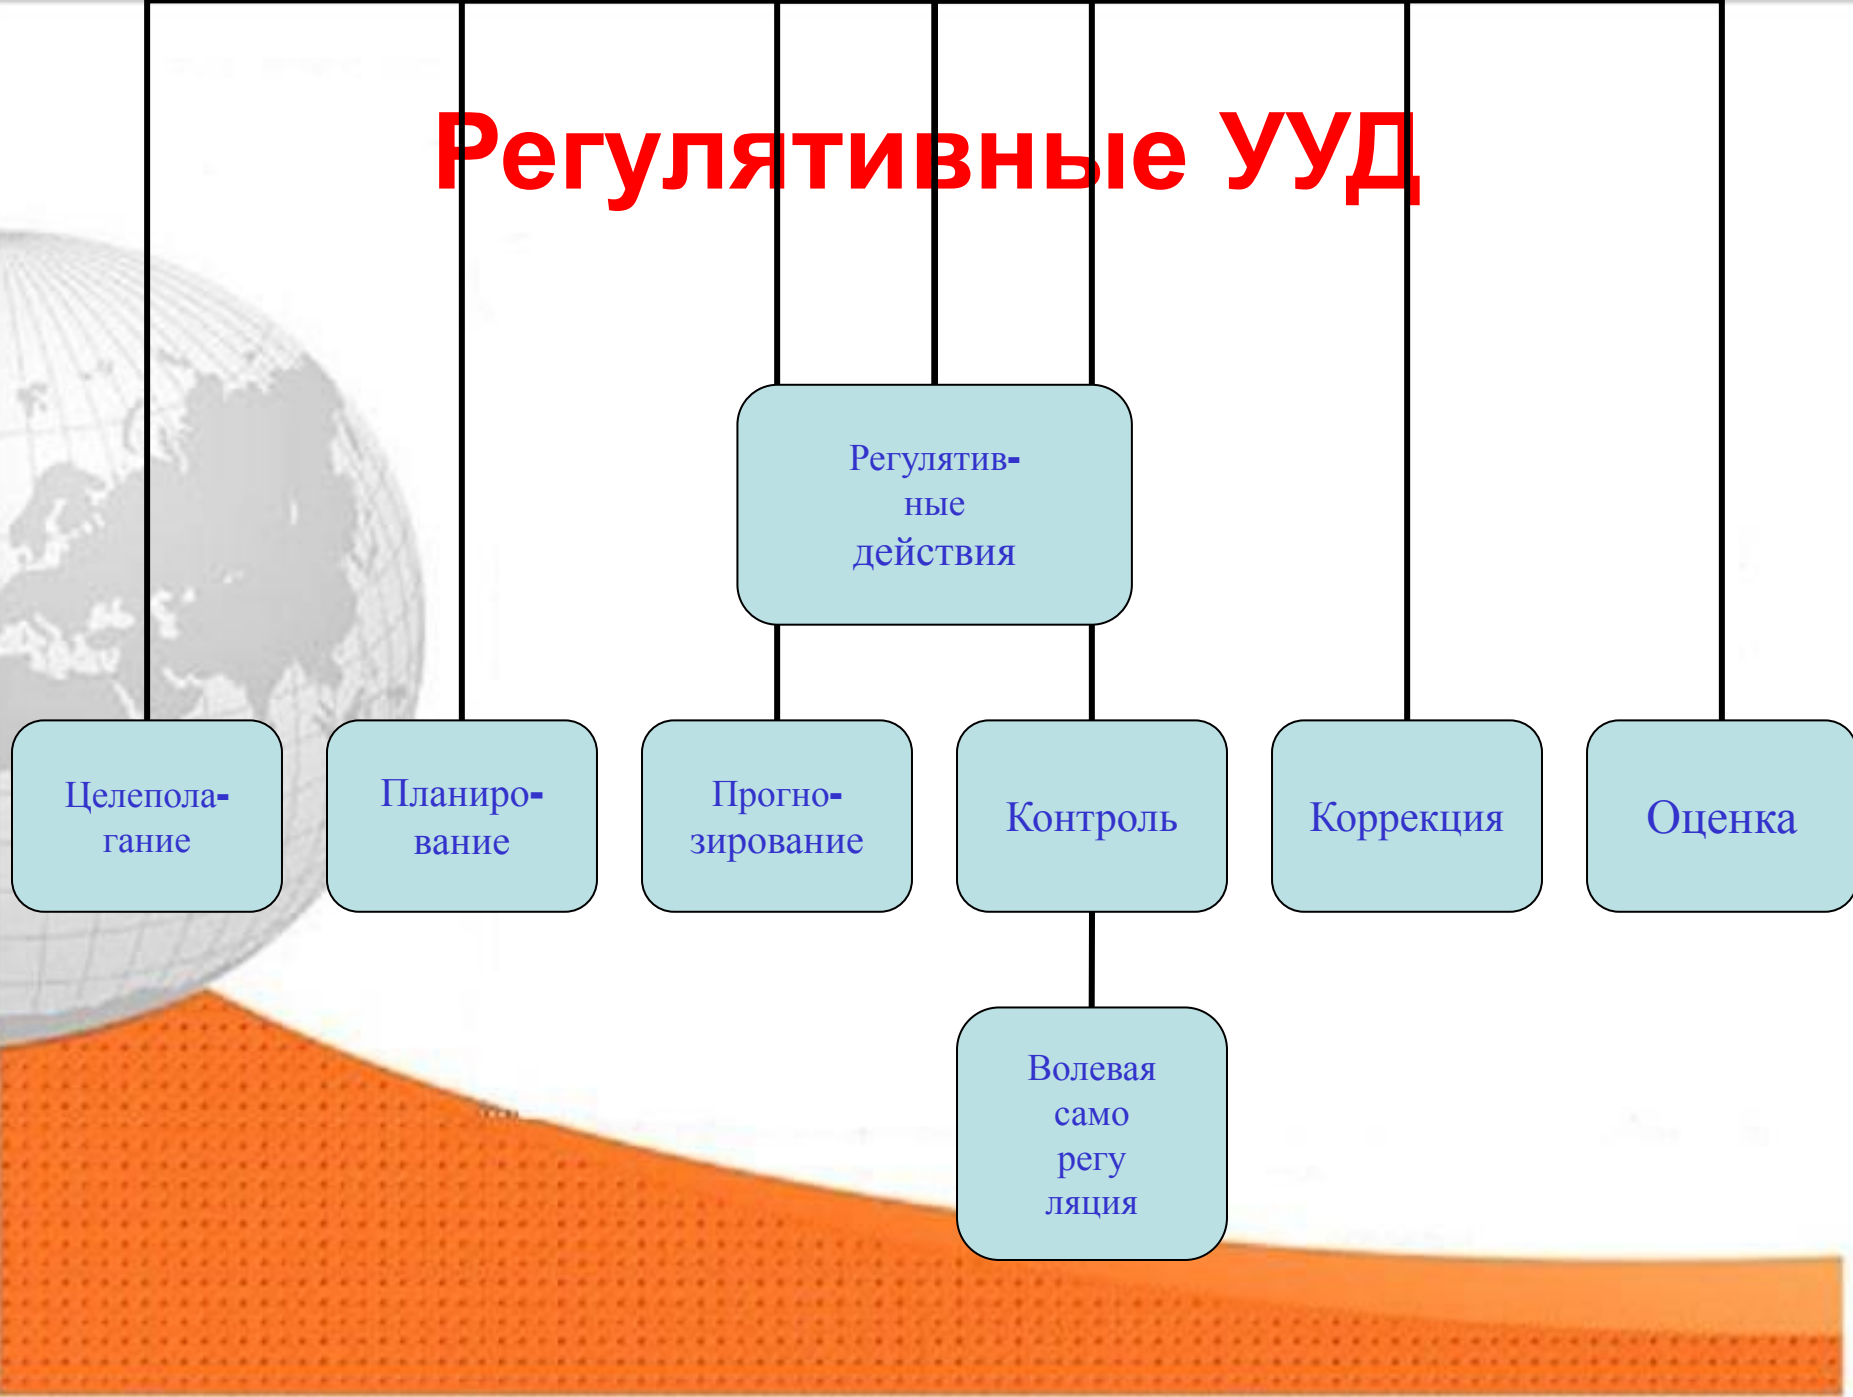 Регулятивные УУД
Регулятив-
ные
действия
Целепола-
гание
Планиро-
вание
Прогно-
зирование
Контроль
Коррекция
Оценка
Волевая
само
регу
ляция